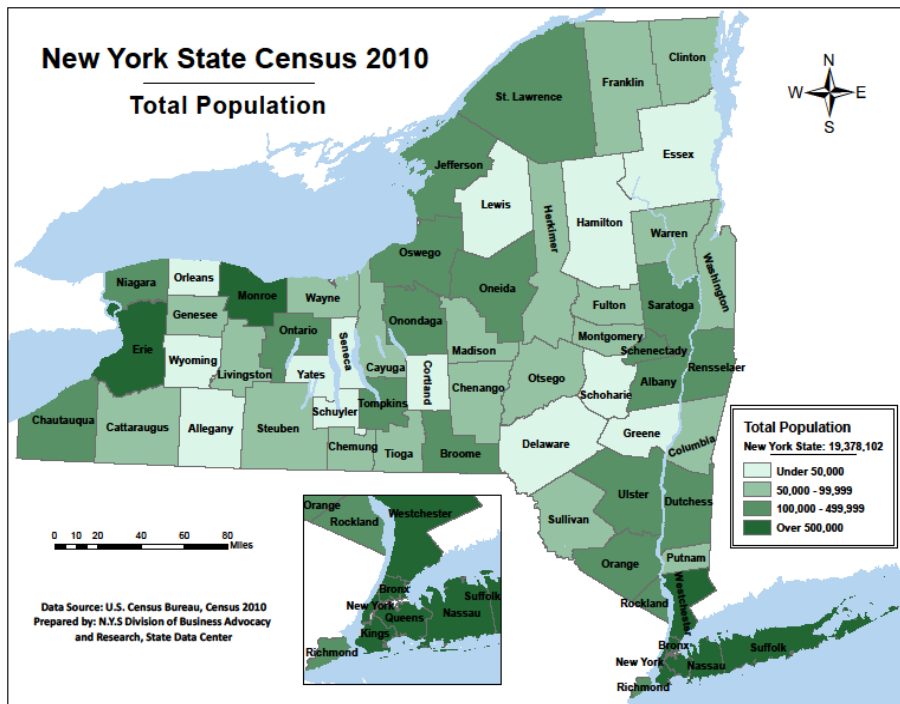 New York State Census 2010
Total Population
N
W E
S
Clinton
Franklin
St. Lawrence
Essex
Jefferson
Lewis
Hamilton
Herkimer
Warren
Washington
Oswego
Oneida
Orleans
Niagara
Monroe
Wayne
Fulton
Saratoga
Genesee
Onondaga
Ontario
Seneca
Montgomery
Erie
Madison
Schenectady
Wyoming
Livingston
Yates
Cayuga
Cortland
Chenango
Otsego
Schoharie
Albany
Rensselaer
Chautauqua
Cattaraugus
Allegany
Steuben
Schuyler
Tompkins
Chemung
Tioga
Broome
Delaware
Greene
Columbia
Ulster
Dutchess
Sullivan
Orange
Putnam
Rockland
Westchester
Bronx
New York
Nassau
Suffolk
Richmond
Total Population
New York State: 19,378,102
Under 50,000
50,000 - 99,999
100,000 - 499,999
Over 500,000
0 10 20 40 60 80
Miles
Data Source: U.S. Census Bureau, Census 2010
Prepared by: N.Y.S Division of Business Advocacy
and Research, State Data Center
Orange
Westchester
Rockland
Bronx
Suffolk
New York
Queens
Nassau
Kings
Richmond